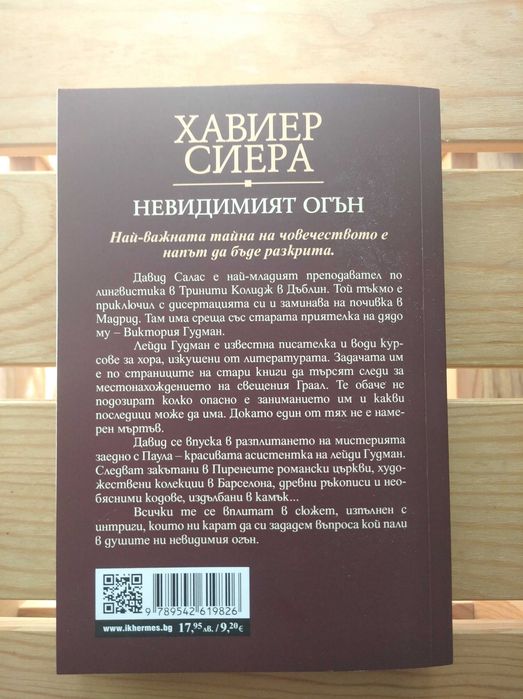 ХАВИЕР
СИЕРА
НЕВИДИМИЯТ ОГЪН
Най-важната тайна на човечеството е
напът да бъде разкрита.
Давид Салас е най-младият преподавател по
лингвистика в Тринити Колидж в Дъблин. Той тъкмо е
приключил с дисертацията си и заминава на почивка в
Мадрид. Там има среща със старата приятелка на дядо
му – Виктория Гудман.
Лейди Гудман е известна писателка и води кур-
сове за хора, изкушени от литературата. Задачата им
е по страниците на стари книги да търсят следи за
местонахождението на свещения Граал. Те обаче не
подозират колко опасно е заниманието им и какви
последици може да има. Докато един от тях не е наме-
рен мъртъв.
Давид се впуска в разплитането на мистерията
заедно с Паула – красивата асистентка на лейди Гудман.
Следват закътани в Пиренеите романски църкви, худо-
жествени колекции в Барселона, древни ръкописи и нео-
бясними кодове, издълбани в камък...
Всички те се вплитат в сюжет, изпълнен с
интриги, които ни карат да си зададем въпроса кой пали
в душите ни невидимия огън.
9 789542 619826
www.ikhermes.bg 17,95 лв. / 9,20 €